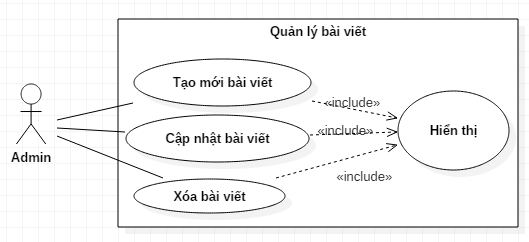 Quản lý bài viết
Tạo mới bài viết
«include»
Admin
Cập nhật bài viết
«include»
Hiển thị
Xóa bài viết
«include»